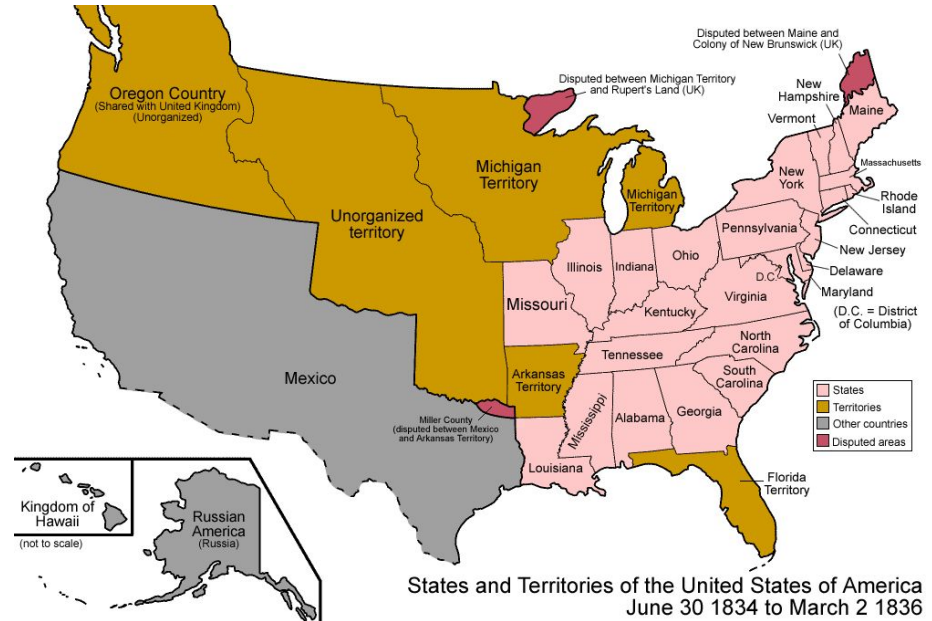 Disputed between Maine and
Colony of New Brunswick (UK)
Disputed between Michigan Territory
and Rupert's Land (UK)
New
Hampshire
Vermont
Maine
Oregon Country
(Shared with United Kingdom)
(Unorganized)
Michigan
Territory
Massachusetts
New
York
Michigan
Territory
Rhode
Island
Connecticut
Unorganized
territory
Pennsylvania
New Jersey
Illinois
Indiana
Ohio
D.C.
Delaware
Maryland
Missouri
Virginia
(D.C. = District
of Columbia)
Kentucky
North
Carolina
Tennessee
Mexico
Arkansas
Territory
South
Carolina
States
Territories
Other countries
Disputed areas
Miller County
(disputed between Mexico
and Arkansas Territory)
Mississippi
Alabama
Georgia
Louisiana
Florida
Territory
Kingdom of
Hawaii
(not to scale)
Russian
America
(Russia)
States and Territories of the United States of America
June 30 1834 to March 2 1836